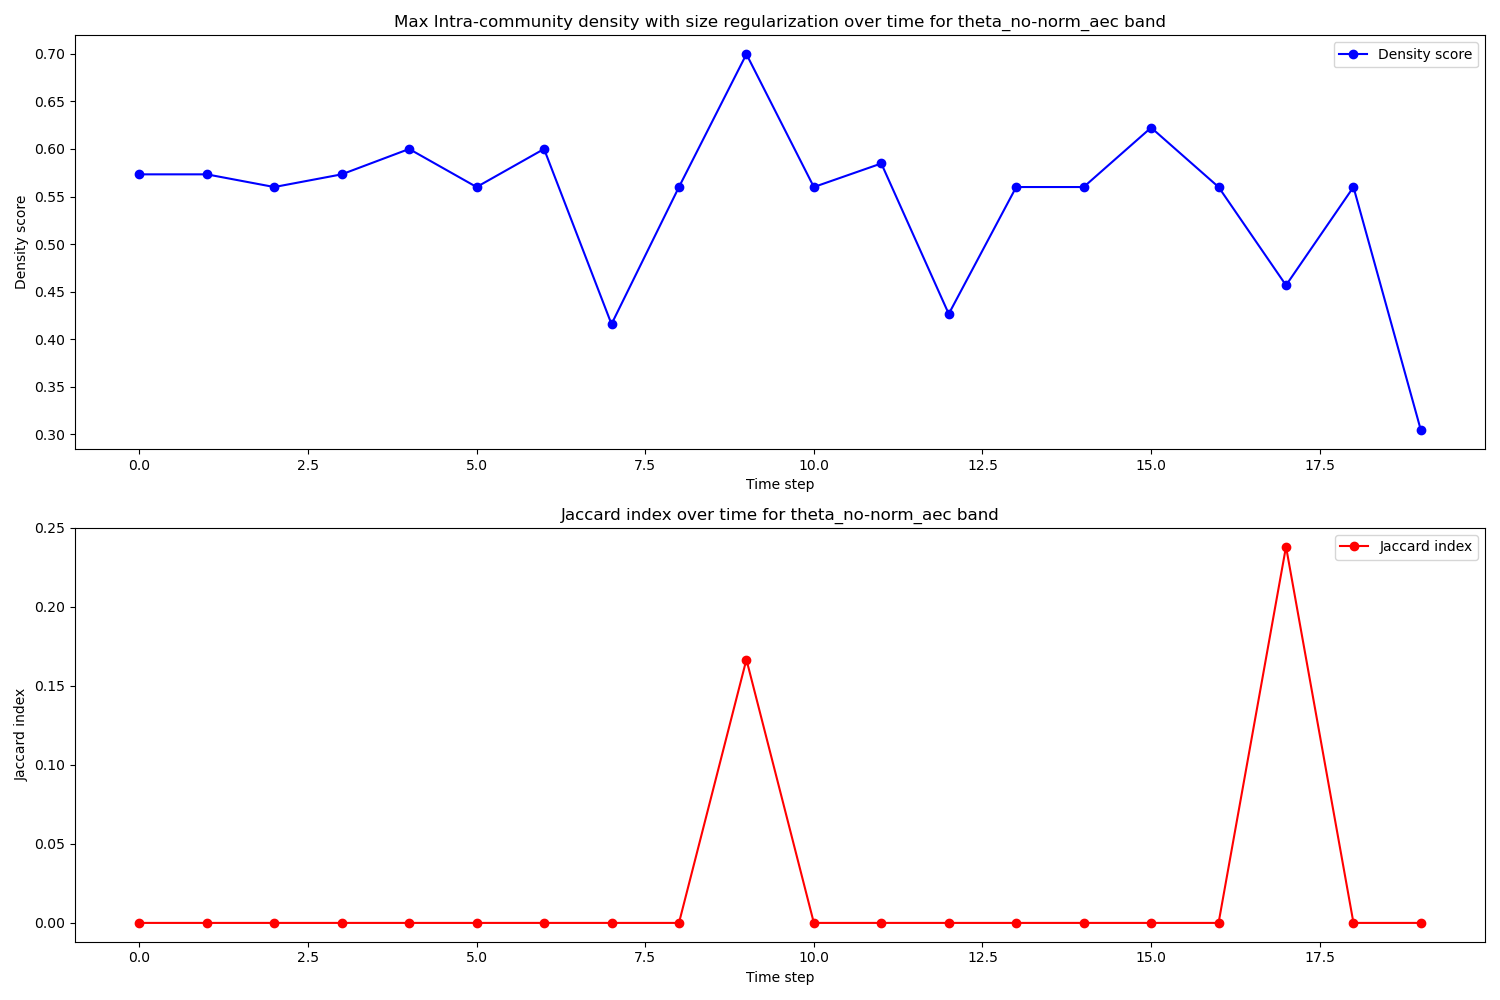 Max Intra-community density with size regularization over time for theta_no-norm_aec band
Density score
0.70
0.65
0.60
0.55
0.50
0.45
0.40
0.35
0.30
Density score
0.0 2.5 5.0 7.5 10.0 12.5 15.0 17.5
Time step
Jaccard index over time for theta_no-norm_aec band
Jaccard index
0.25
0.20
0.15
0.10
0.05
0.00
Jaccard index
0.0 2.5 5.0 7.5 10.0 12.5 15.0 17.5
Time step